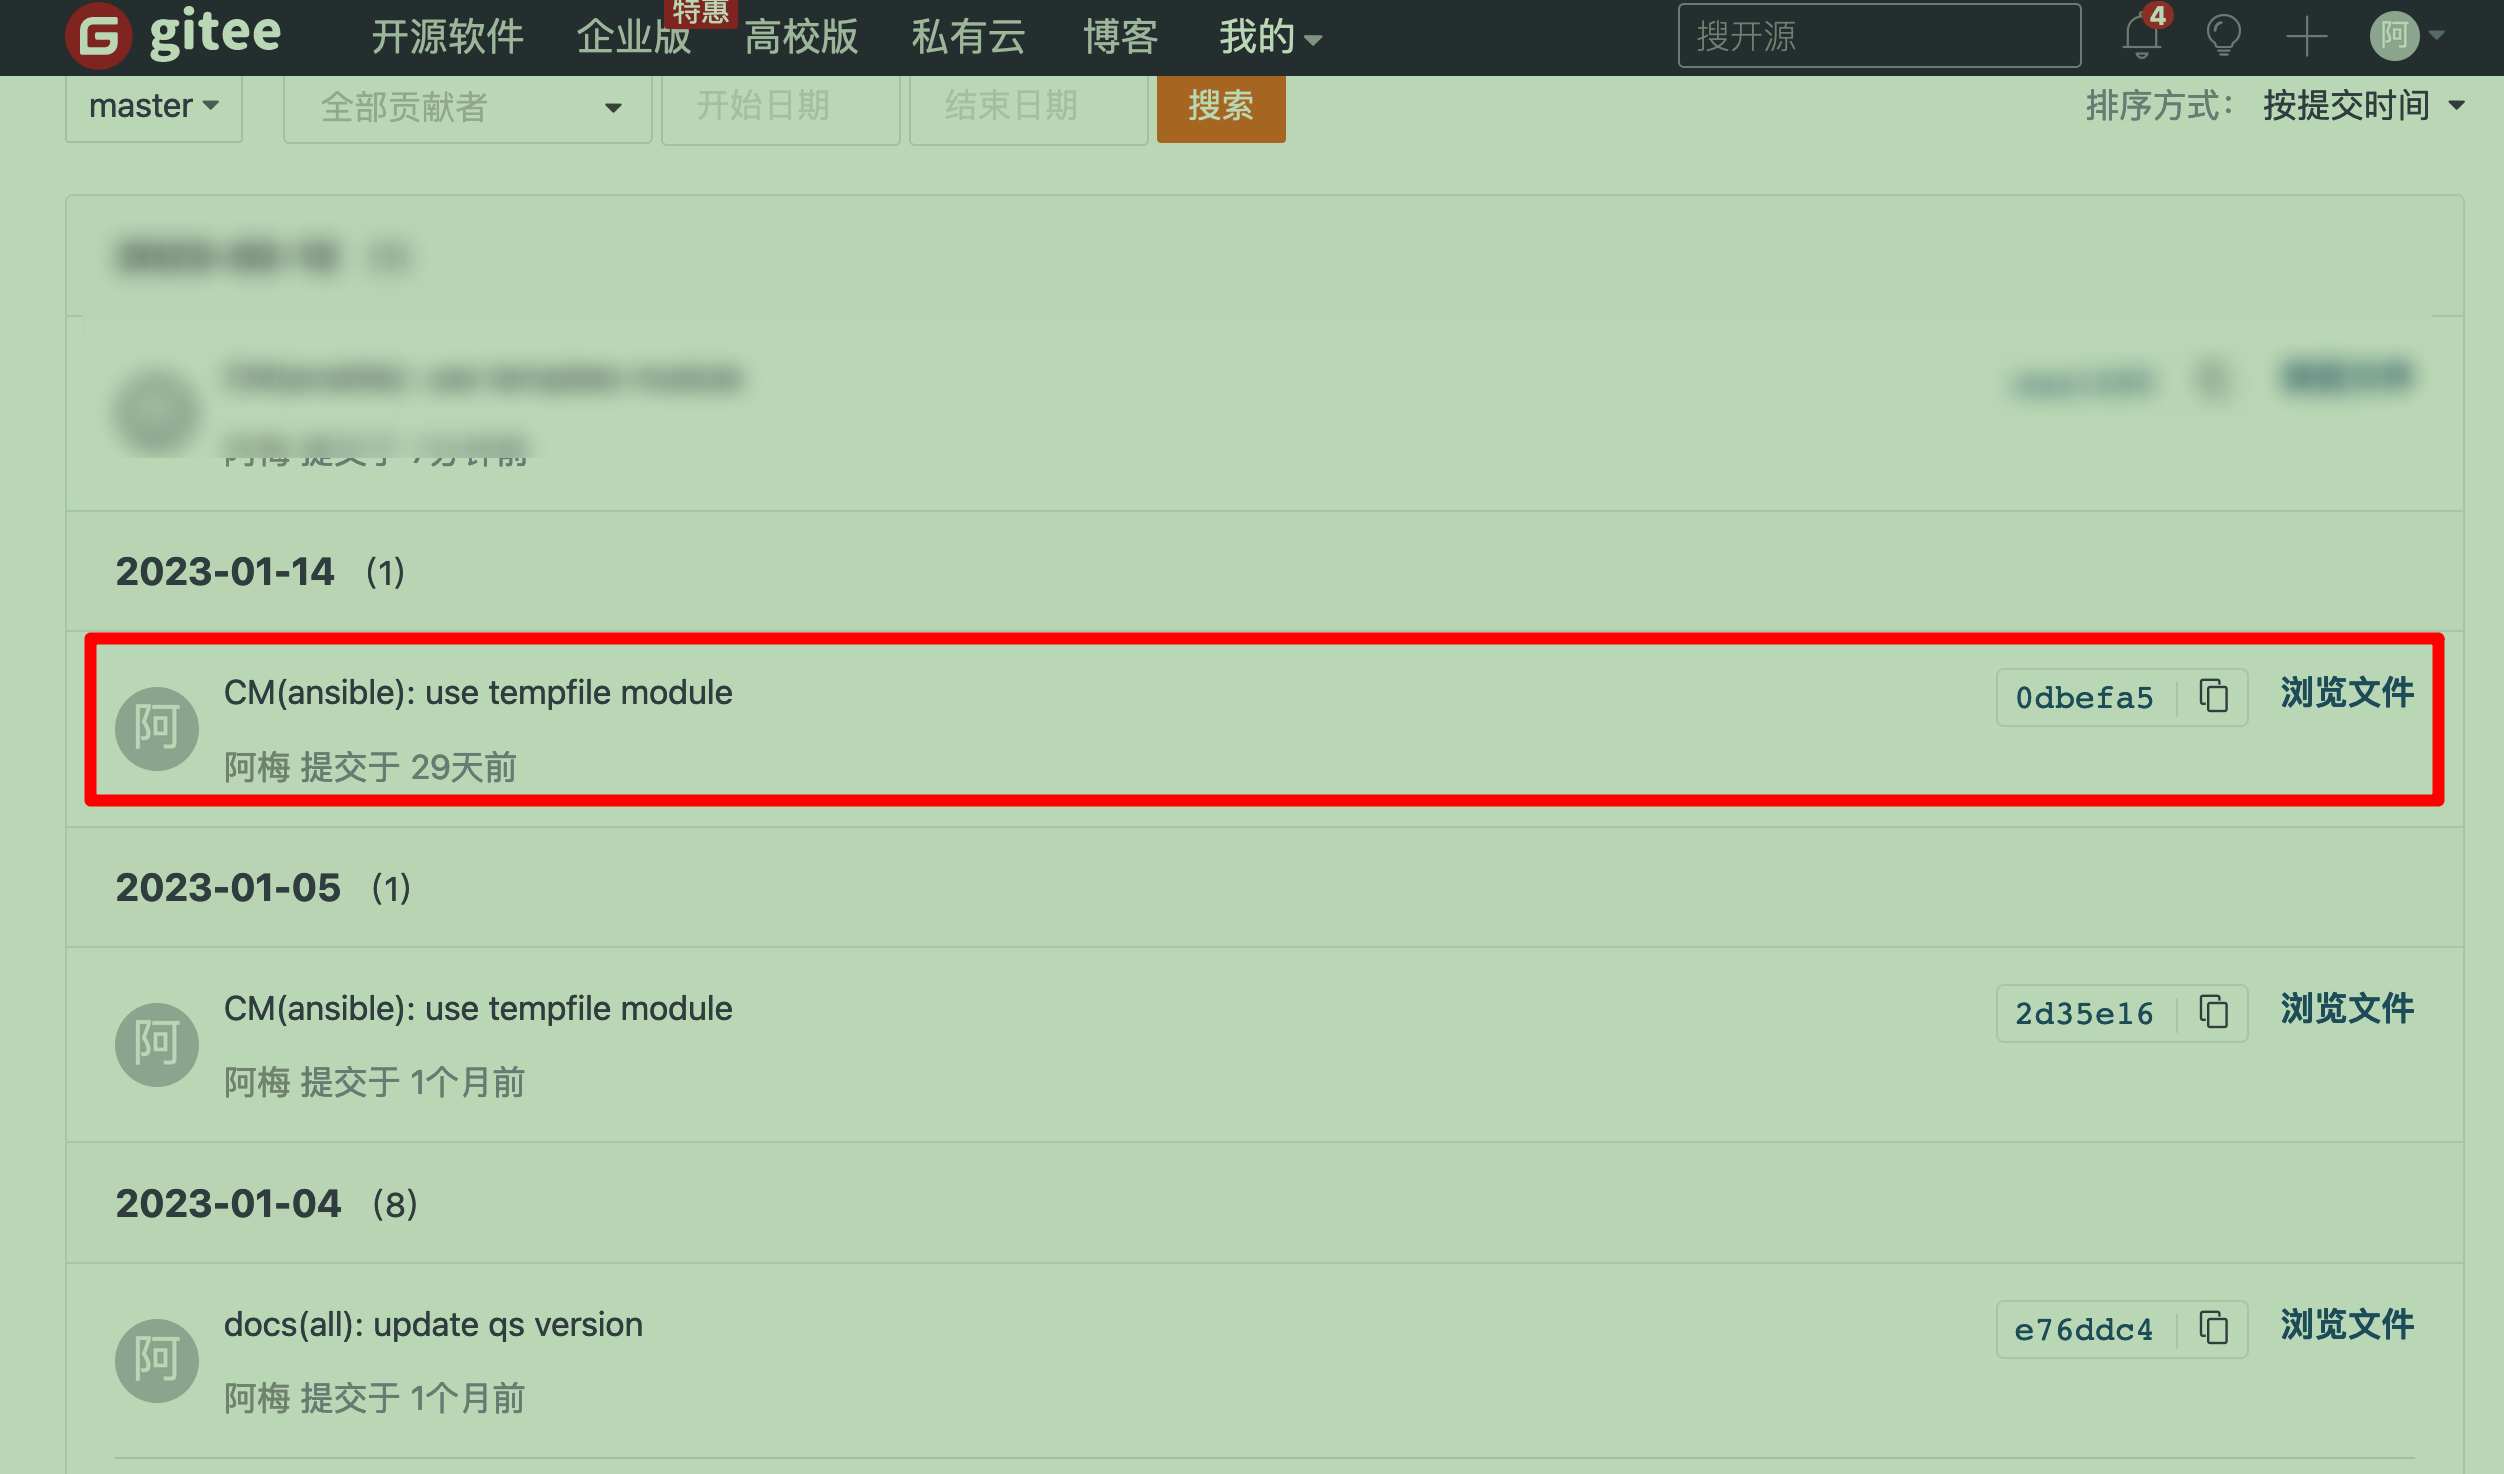 gitee 开源软件 企业版 特惠 高校版 私有云 博客 我的 搜开源 4 阿
master 全部贡献者 开始日期 结束日期 搜索 排序方式： 按提交时间
阿梅 提交于 7分钟前
2023-01-14 (1)
阿 CM(ansible): use tempfile module 0dbefa5 浏览文件
阿梅 提交于 29天前
2023-01-05 (1)
阿 CM(ansible): use tempfile module 2d35e16 浏览文件
阿梅 提交于 1个月前
2023-01-04 (8)
阿 docs(all): update qs version e76ddc4 浏览文件
阿梅 提交于 1个月前